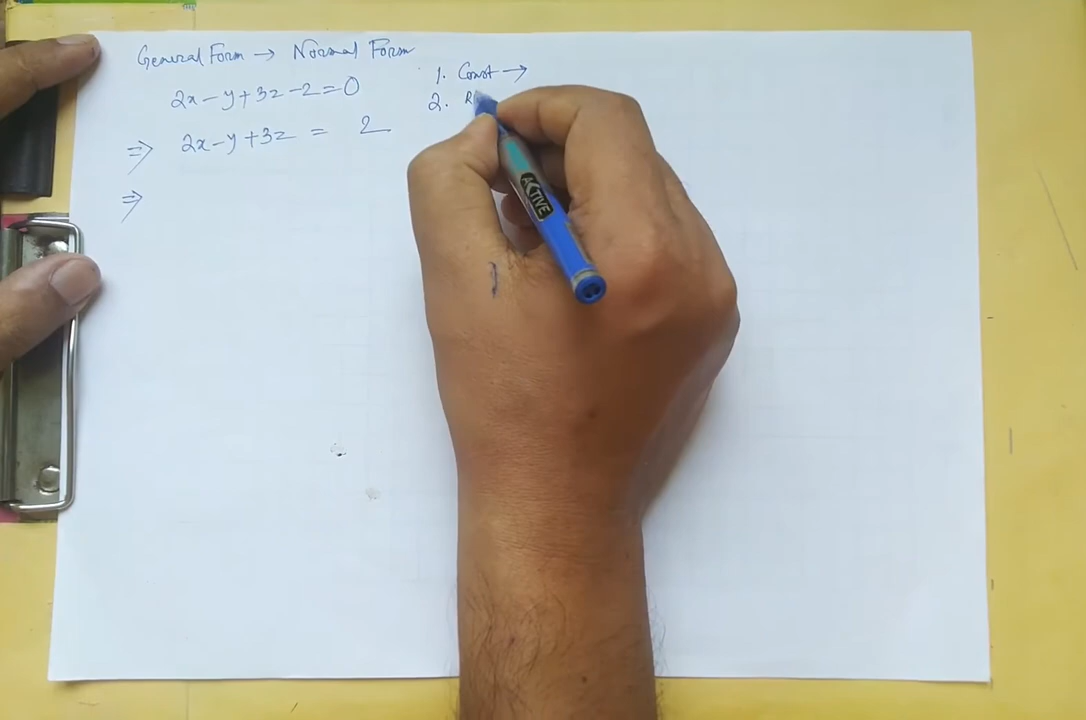 General Form → Normal Form
2x - y + 3z - 2 = 0
⇒ 2x - y + 3z = 2
⇒
1. Const →
2. R
ACTIVE